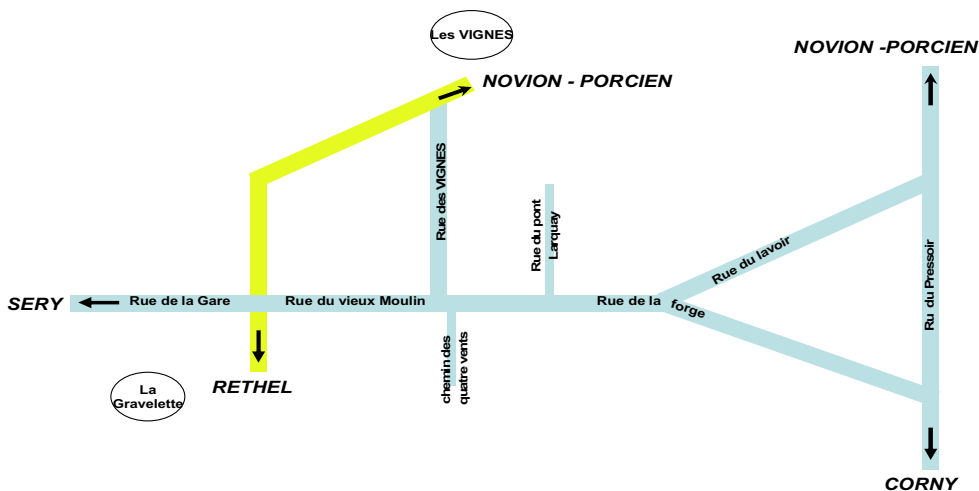 Les VIGNES
NOVION -PORCIEN
NOVION - PORCIEN
Rue des VIGNES
Rue du pont
Larquay
Rue du lavoir
Ru du Pressoir
SERY
Rue de la Gare
Rue du vieux Moulin
Rue de la
forge
chemin des
quatre vents
La
Gravelette
RETHEL
CORNY